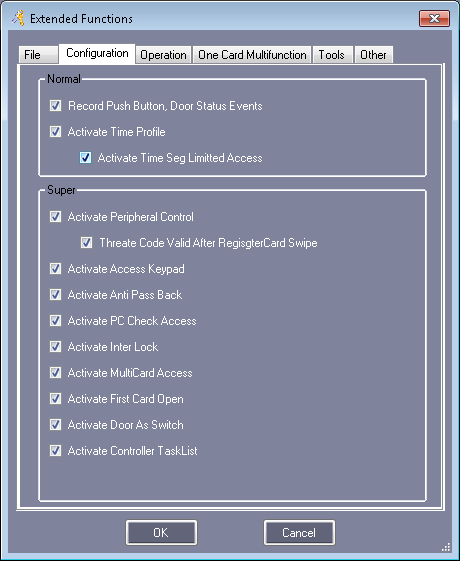 Extended Functions
File Configuration Operation One Card Multifunction Tools Other
Normal
Record Push Button, Door Status Events
Activate Time Profile
Activate Time Seg Limitted Access
Super
Activate Peripheral Control
Threate Code Valid After RegisgterCard Swipe
Activate Access Keypad
Activate Anti Pass Back
Activate PC Check Access
Activate Inter Lock
Activate MultiCard Access
Activate First Card Open
Activate Door As Switch
Activate Controller TaskList
OK Cancel